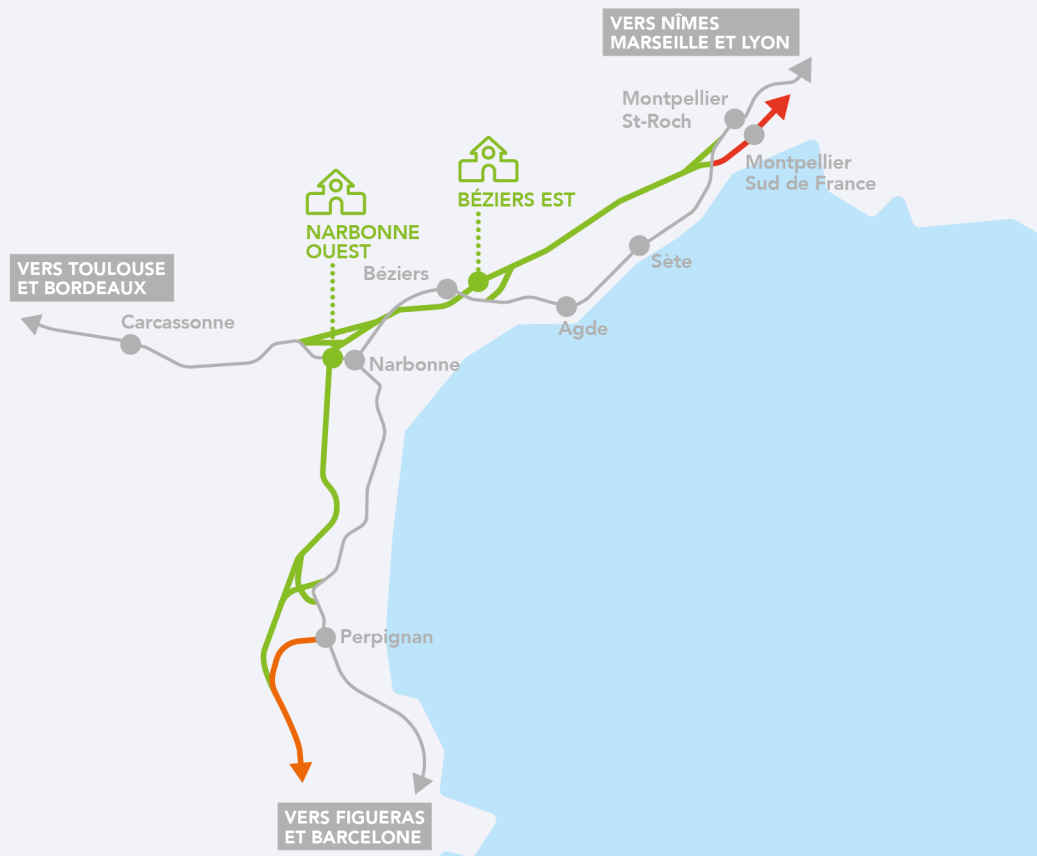 VERS NÎMES
MARSEILLE ET LYON
Montpellier
St-Roch
Montpellier
Sud de France
BÉZIERS EST
NARBONNE
OUEST
Béziers
Sète
VERS TOULOUSE
ET BORDEAUX
Carcassonne
Agde
Narbonne
Perpignan
VERS FIGUERAS
ET BARCELONE